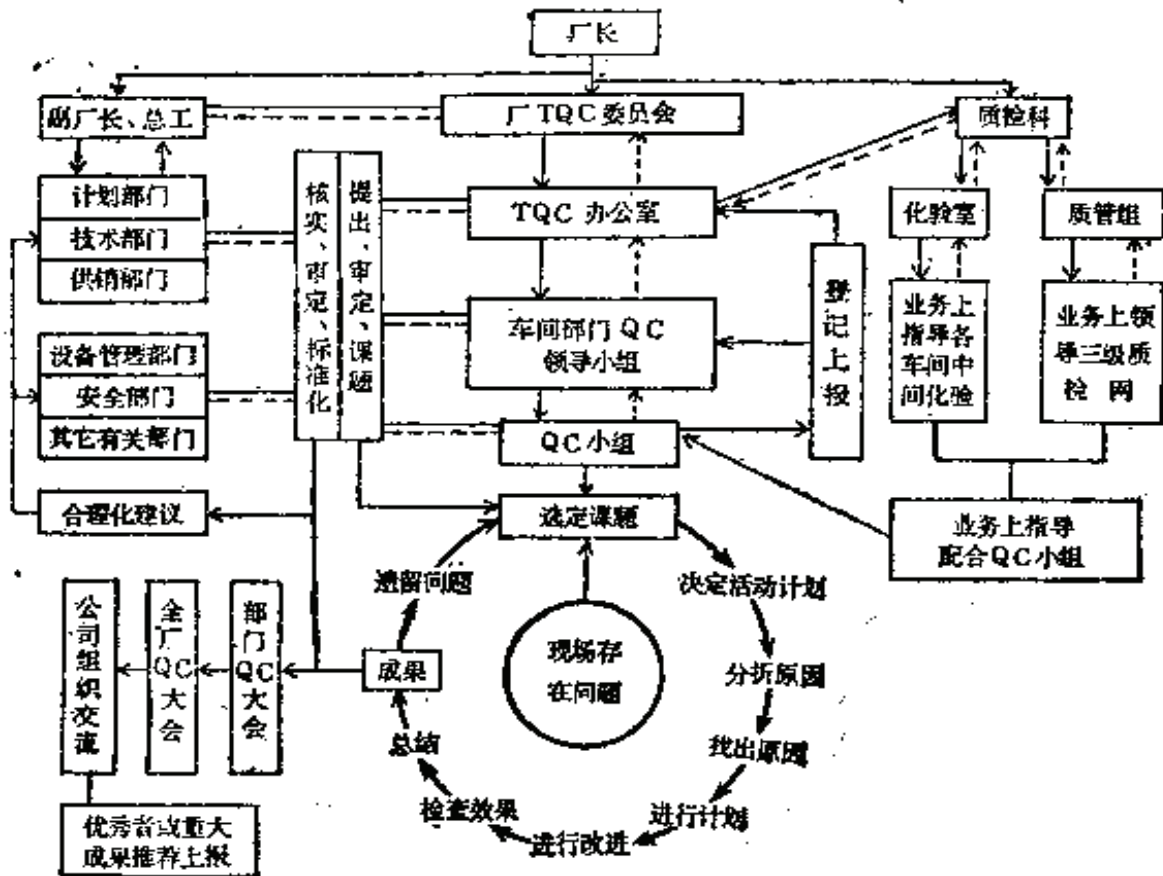 厂长
副厂长、总工
厂TQC委员会
质检科
计划部门
技术部门
供销部门
核实、审定、标准化
提出、审定、课题
TQC办公室
化验室
质管组
设备管理部门
安全部门
其它有关部门
车间部门QC
领导小组
登记上报
业务上
指导各
车间中
间化验
业务上领
导三级质
检网
QC小组
合理化建议
选定课题
业务上指导
配合QC小组
遗留问题
决定活动计划
公司组织交流
全厂QC大会
部门QC大会
成果
现场存
在问题
分折原因
总结
找出原因
检查效果
进行计划
进行改进
优秀者或重大
成果推荐上报